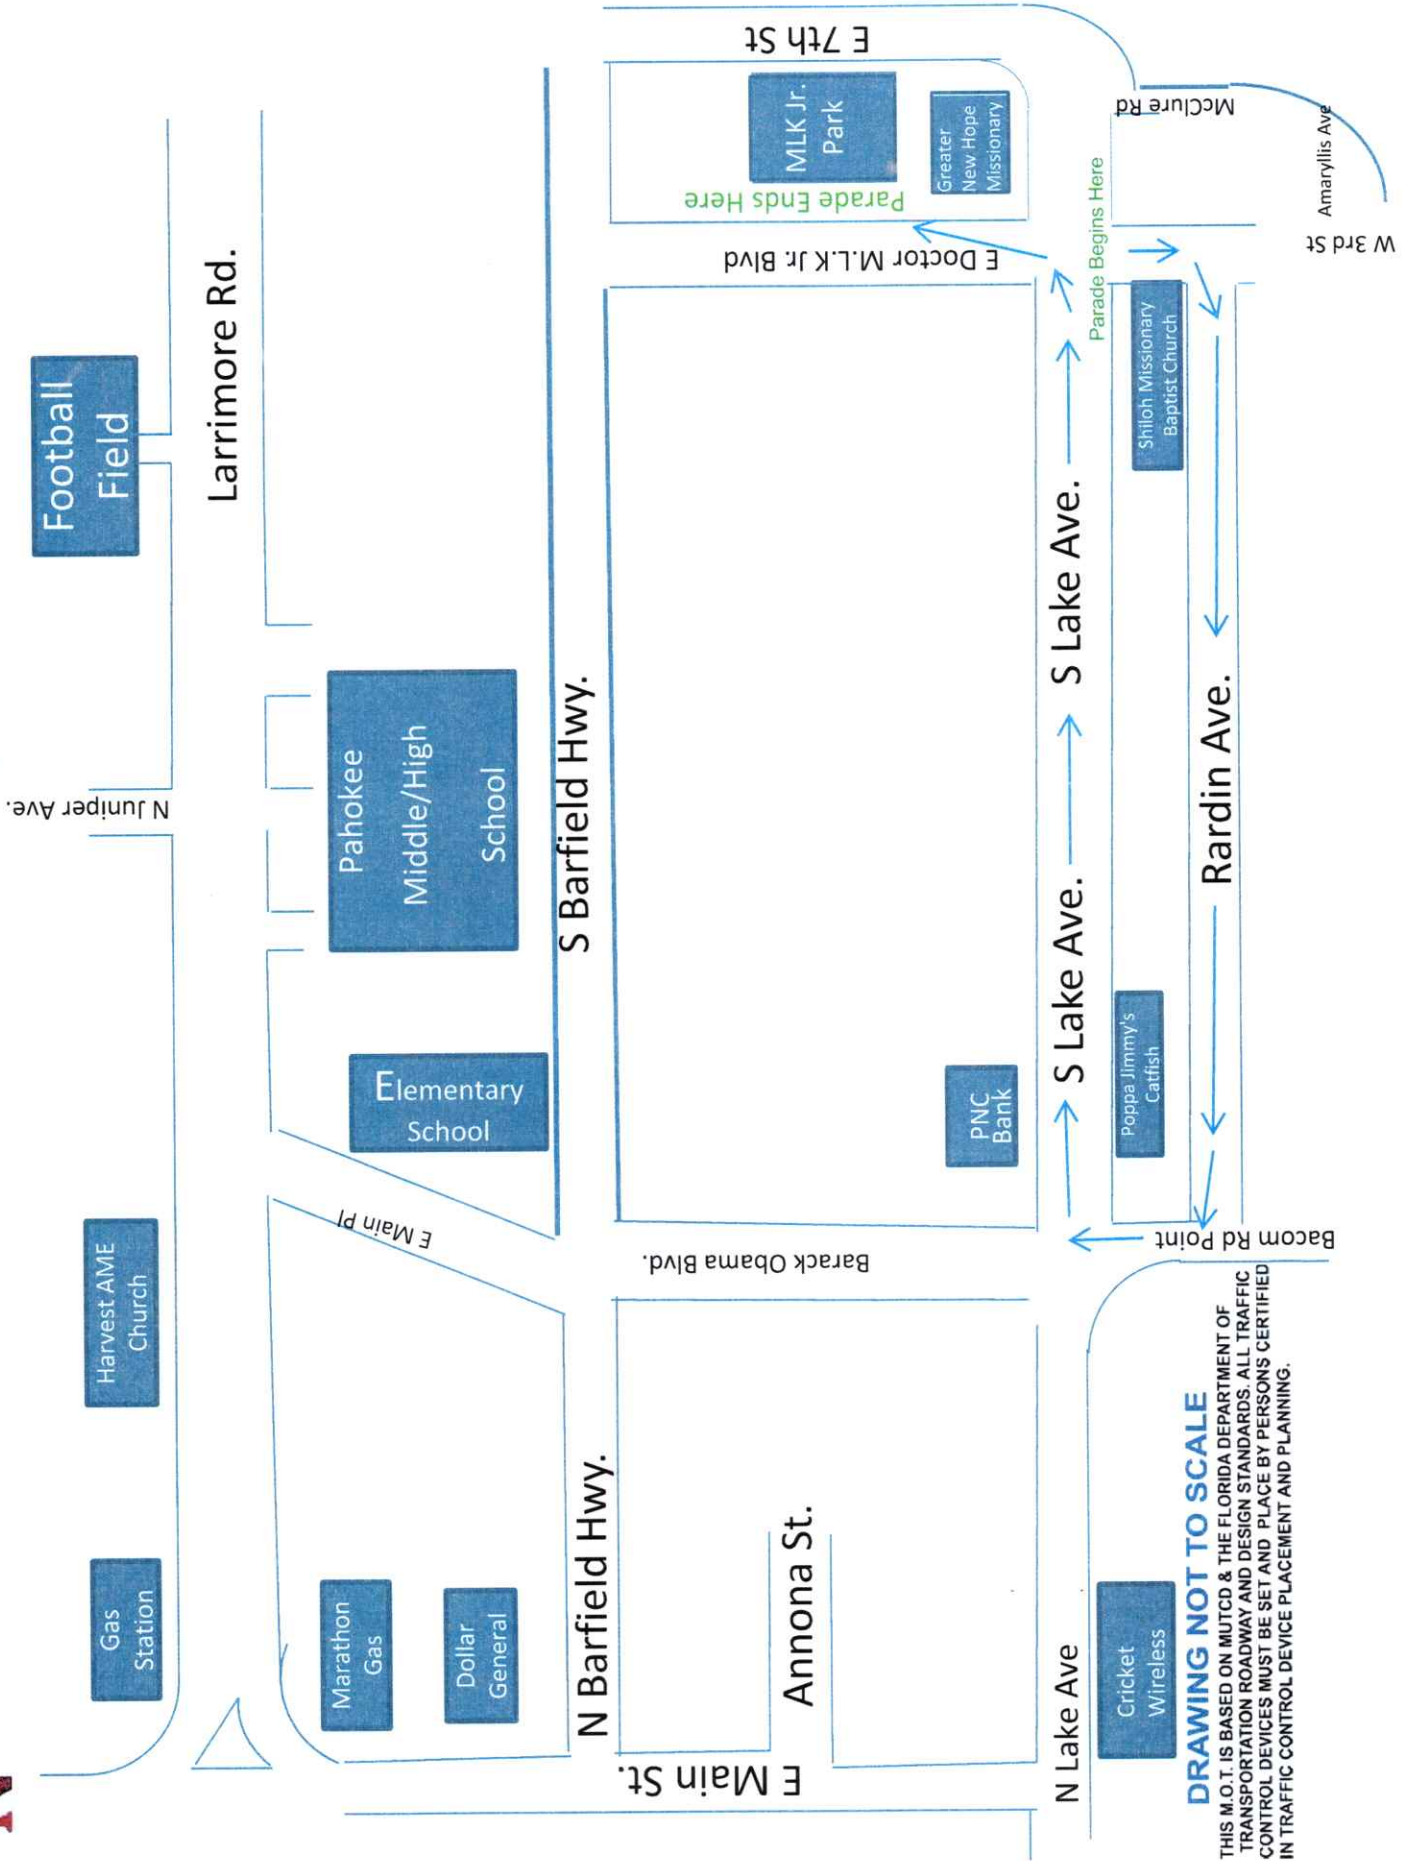 N
Gas
Station
Harvest AME
Church
N Juniper Ave.
Football
Field
Larrimore Rd.
Marathon
Gas
Dollar
General
E Main Pl
Elementary
School
Pahokee
Middle/High
School
N Barfield Hwy.
S Barfield Hwy.
E Main St.
Annona St.
Barack Obama Blvd.
E Doctor M.L.K Jr. Blvd
Parade Ends Here
MLK Jr.
Park
Greater
New Hope
Missionary
E 7th St
N Lake Ave
PNC
Bank
S Lake Ave.
S Lake Ave.
Parade Begins Here
McClure Rd
Cricket
Wireless
Bacom Rd Point
Poppa Jimmy's
Catfish
Shiloh Missionary
Baptist Church
Rardin Ave.
W 3rd St
Amaryllis Ave
DRAWING NOT TO SCALE
THIS M.O.T. IS BASED ON MUTCD & THE FLORIDA DEPARTMENT OF
TRANSPORTATION ROADWAY AND DESIGN STANDARDS. ALL TRAFFIC
CONTROL DEVICES MUST BE SET AND PLACE BY PERSONS CERTIFIED
IN TRAFFIC CONTROL DEVICE PLACEMENT AND PLANNING.